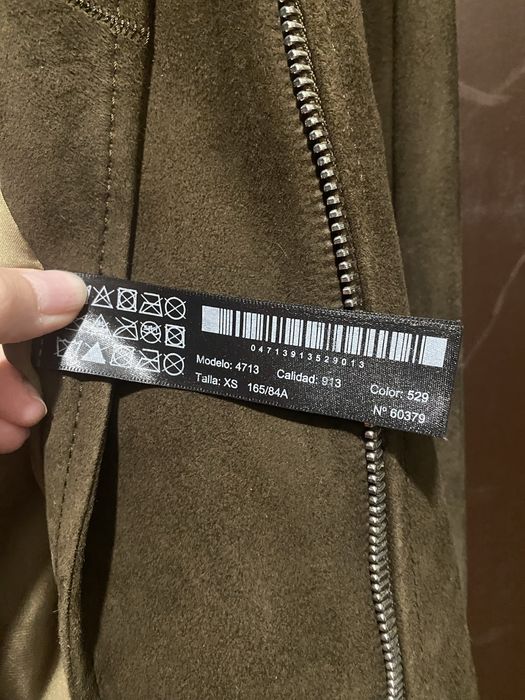 04713913529013
Modelo: 4713 Calidad: 913 Color: 529
Talla: XS 165/84A Nº 60379